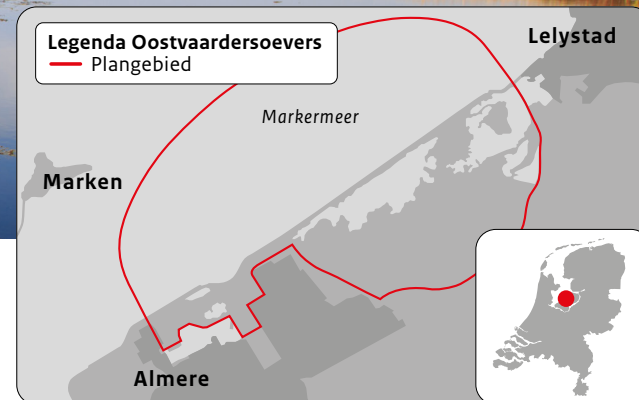 Legenda Oostvaardersoevers
Plangebied
Lelystad
Markermeer
Marken
Almere